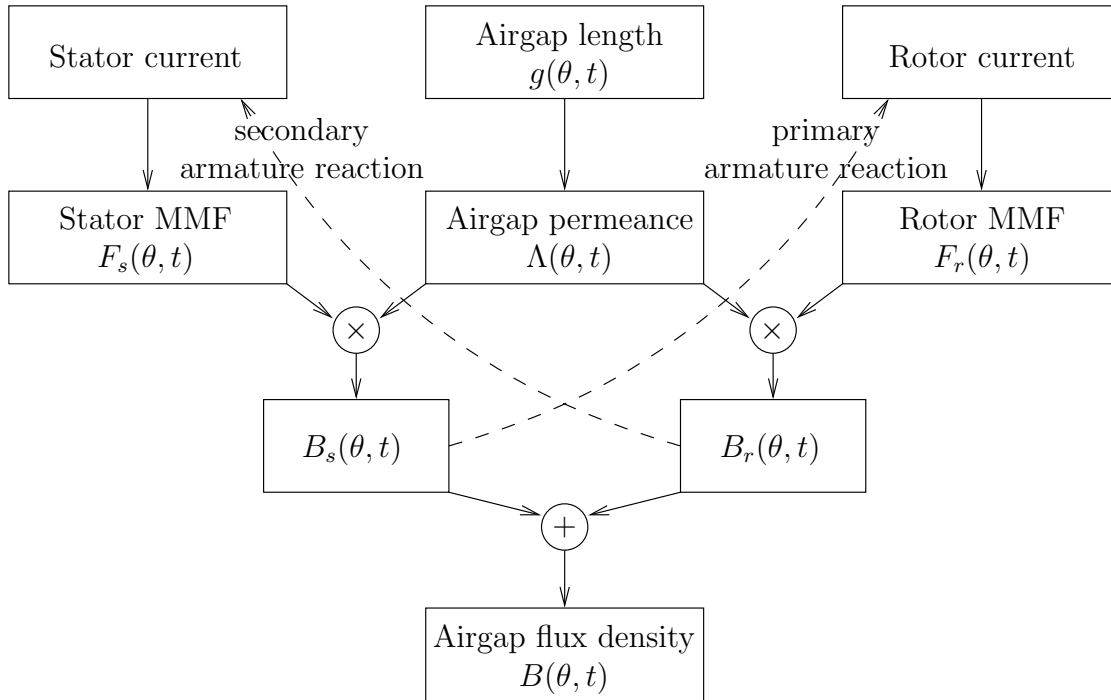 Stator current
Airgap length
g(θ, t)
Rotor current
secondary
armature reaction
primary
armature reaction
Stator MMF
F_s(θ, t)
Airgap permeance
Λ(θ, t)
Rotor MMF
F_r(θ, t)
×
×
B_s(θ, t)
B_r(θ, t)
+
Airgap flux density
B(θ, t)